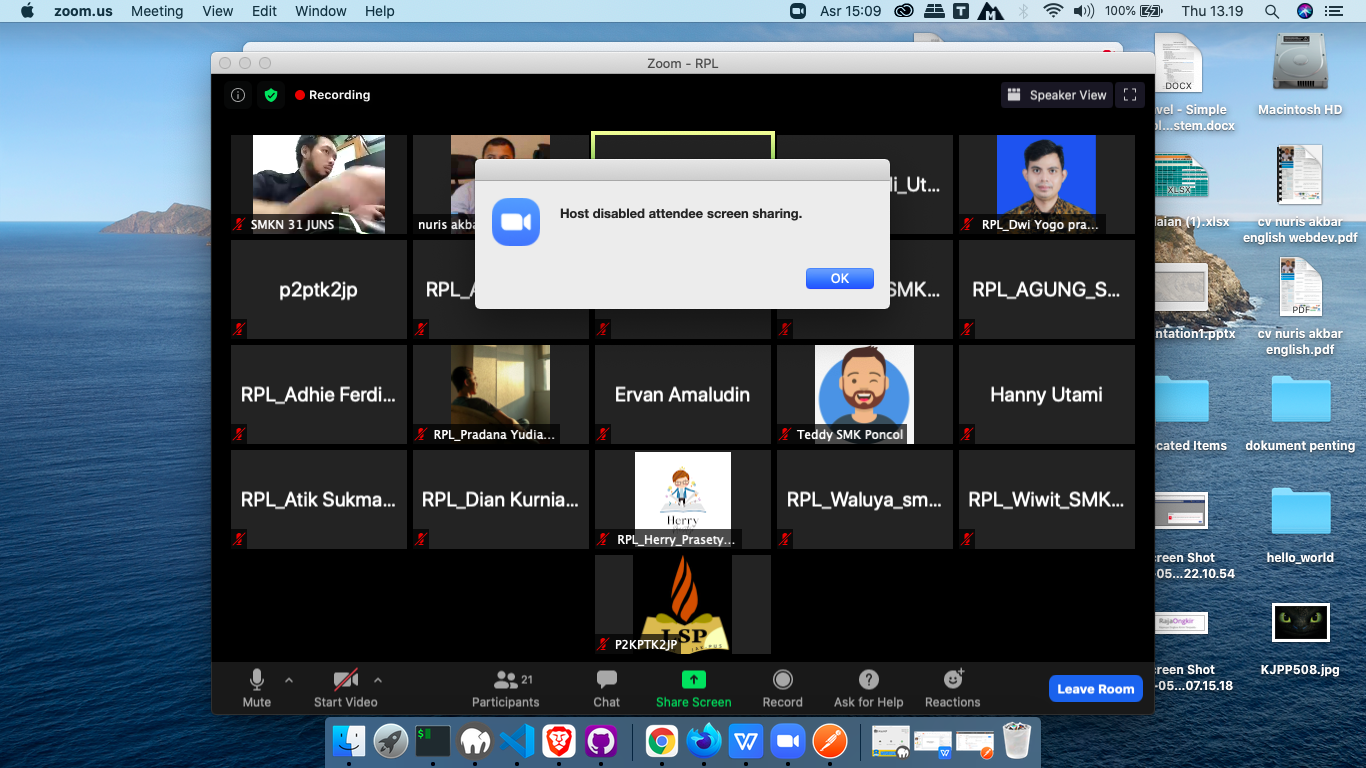 zoom.us Meeting View Edit Window Help Asr 15:09 100% Thu 13.19
Zoom - RPL
Recording
Speaker View
Host disabled attendee screen sharing.
OK
SMKN 31 JUNS
nuris akba
li_Ut...
RPL_Dwi Yogo pra...
p2ptk2jp
RPL_A
SMK...
RPL_AGUNG_S...
RPL_Adhie Ferdi...
RPL_Pradana Yudia...
Ervan Amaludin
Teddy SMK Poncol
Hanny Utami
RPL_Atik Sukma...
RPL_Dian Kurnia...
Herry
RPL_Herry_Prasety...
RPL_Waluya_sm...
RPL_Wiwit_SMK...
LSP
P2KPTK2JP
Mute
Start Video
Participants
21
Chat
Share Screen
Record
Ask for Help
Reactions
Leave Room
DOCX
avel - Simple
ol...stem.docx
Macintosh HD
XLSX
laian (1).xlsx
cv nuris akbar
english webdev.pdf
ntation1.pptx
PDF
cv nuris akbar
english.pdf
cated Items
dokument penting
creen Shot
-05...22.10.54
hello_world
RajaOngkir
creen Shot
-05...07.15.18
KJPP508.jpg